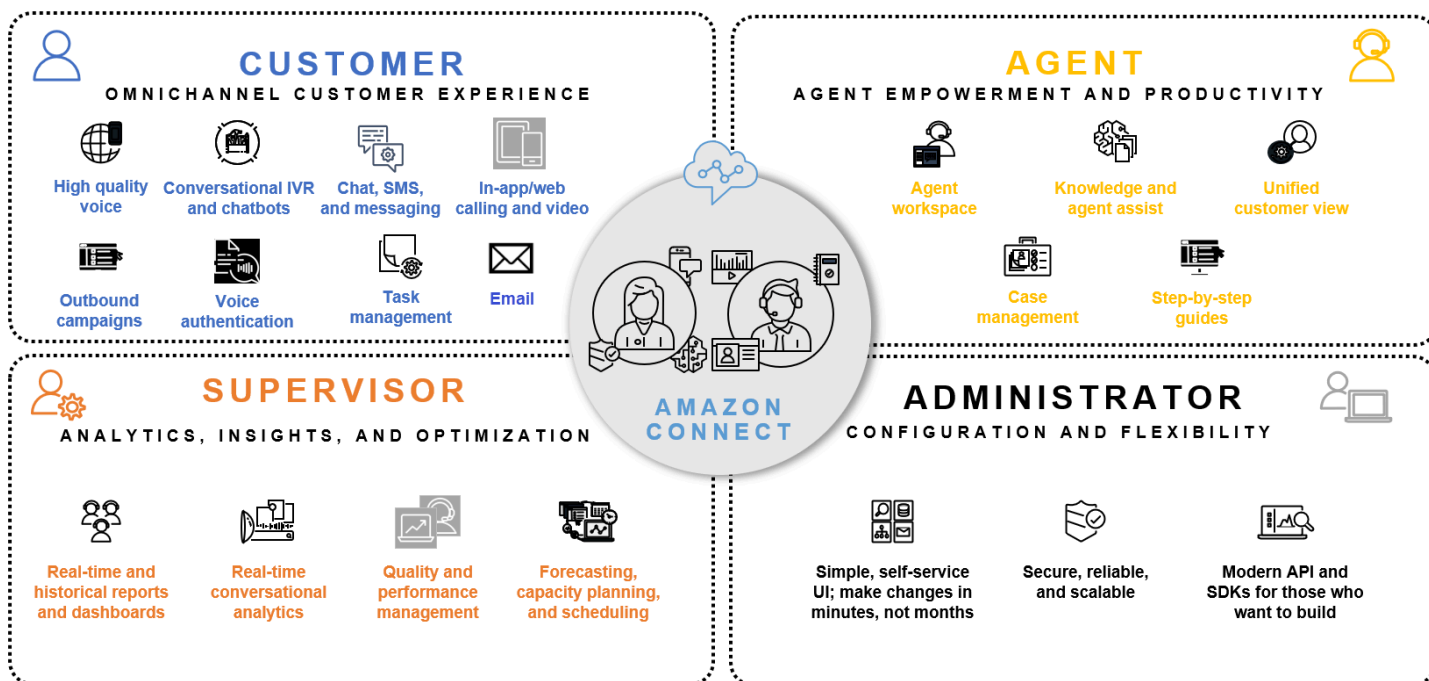 CUSTOMER
OMNICHANNEL CUSTOMER EXPERIENCE
High quality
voice
Conversational IVR
and chatbots
Chat, SMS,
and messaging
In-app/web
calling and video
Outbound
campaigns
Voice
authentication
Task
management
Email
AGENT
AGENT EMPOWERMENT AND PRODUCTIVITY
Agent
workspace
Knowledge and
agent assist
Unified
customer view
Case
management
Step-by-step
guides
AMAZON
CONNECT
SUPERVISOR
ANALYTICS, INSIGHTS, AND OPTIMIZATION
Real-time and
historical reports
and dashboards
Real-time
conversational
analytics
Quality and
performance
management
Forecasting,
capacity planning,
and scheduling
ADMINISTRATOR
CONFIGURATION AND FLEXIBILITY
Simple, self-service
UI; make changes in
minutes, not months
Secure, reliable,
and scalable
Modern API and
SDKs for those who
want to build